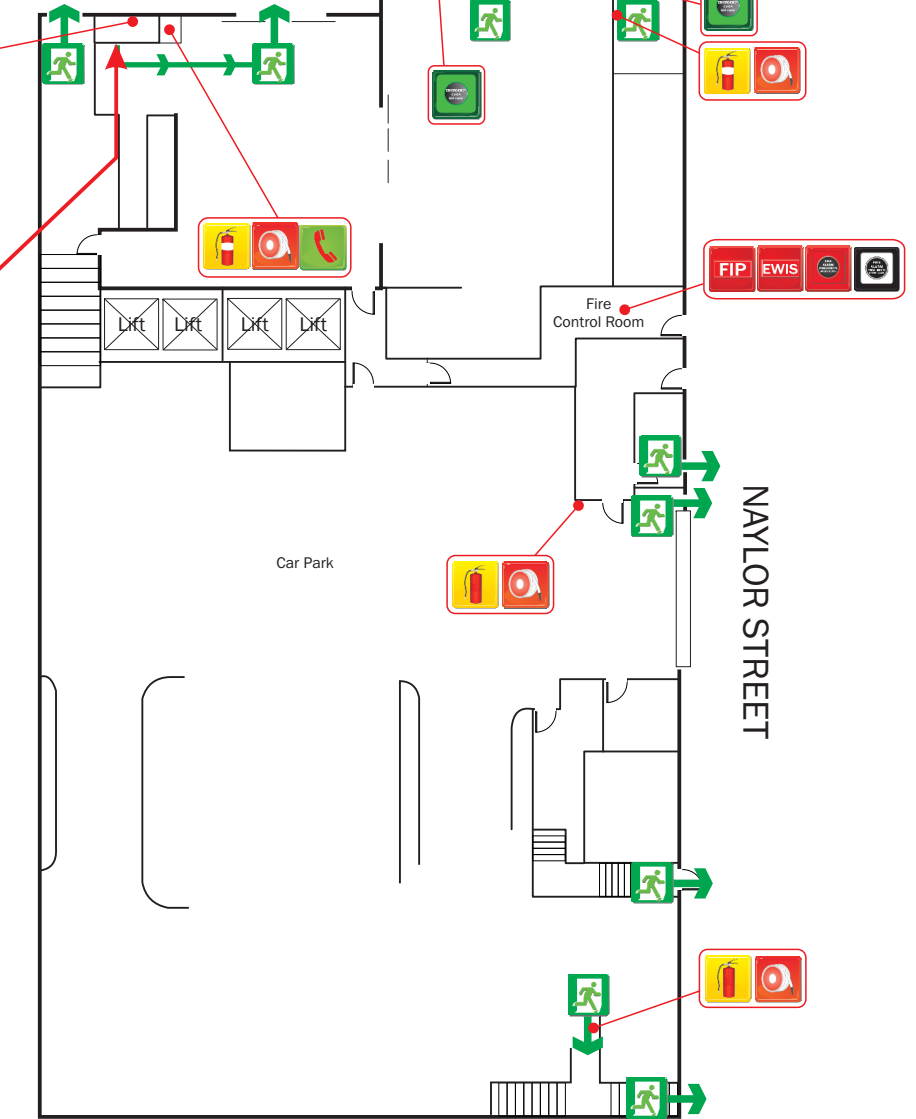 FIP
EWIS
Fire
Control Room
Lift
Lift
Lift
Lift
NAYLOR STREET
Car Park